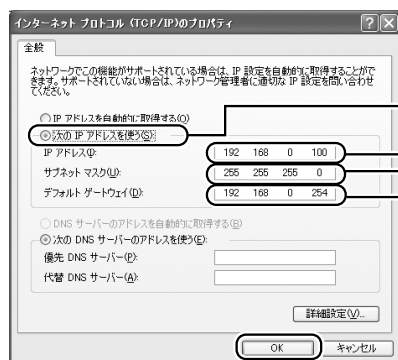 インターネット プロトコル (TCP/IP)のプロパティ
全般
ネットワークでこの機能がサポートされている場合は、IP 設定を自動的に取得することがで
きます。サポートされていない場合は、ネットワーク管理者に適切な IP 設定を問い合わせ
てください。
IP アドレスを自動的に取得する(O)
次の IP アドレスを使う(S):
IP アドレス(I): 192 168 0 100
サブネット マスク(U): 255 255 255 0
デフォルト ゲートウェイ(D): 192 168 0 254
DNS サーバーのアドレスを自動的に取得する(B)
次の DNS サーバーのアドレスを使う(E):
優先 DNS サーバー(P):
代替 DNS サーバー(A):
詳細設定(V)...
OK キャンセル